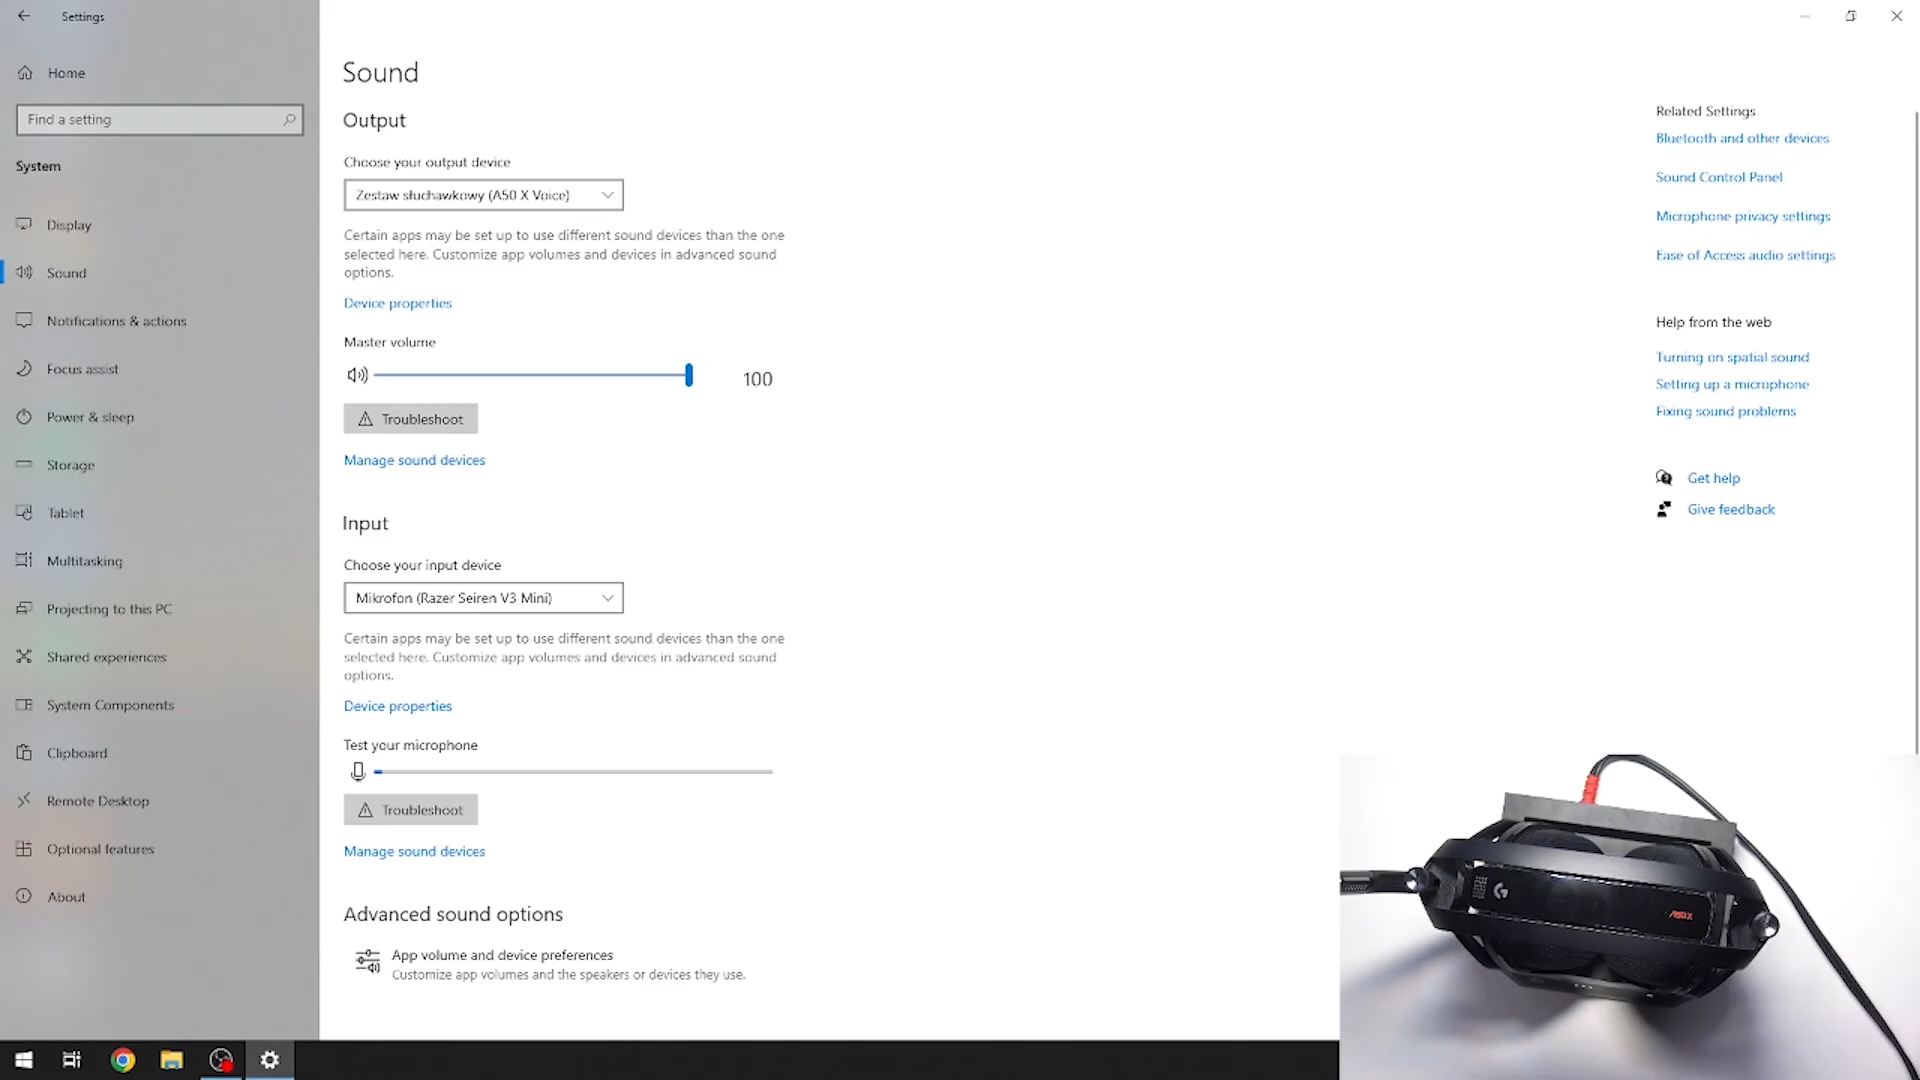 Settings
Home
Find a setting
System
Display
Sound
Notifications & actions
Focus assist
Power & sleep
Storage
Tablet
Multitasking
Projecting to this PC
Shared experiences
System Components
Clipboard
Remote Desktop
Optional features
About
Sound
Output
Choose your output device
Zestaw słuchawkowy (A50 X Voice)
Certain apps may be set up to use different sound devices than the one
selected here. Customize app volumes and devices in advanced sound
options.
Device properties
Master volume
100
Troubleshoot
Manage sound devices
Input
Choose your input device
Mikrofon (Razer Seiren V3 Mini)
Certain apps may be set up to use different sound devices than the one
selected here. Customize app volumes and devices in advanced sound
options.
Device properties
Test your microphone
Troubleshoot
Manage sound devices
Advanced sound options
App volume and device preferences
Customize app volumes and the speakers or devices they use.
Related Settings
Bluetooth and other devices
Sound Control Panel
Microphone privacy settings
Ease of Access audio settings
Help from the web
Turning on spatial sound
Setting up a microphone
Fixing sound problems
Get help
Give feedback
A50X